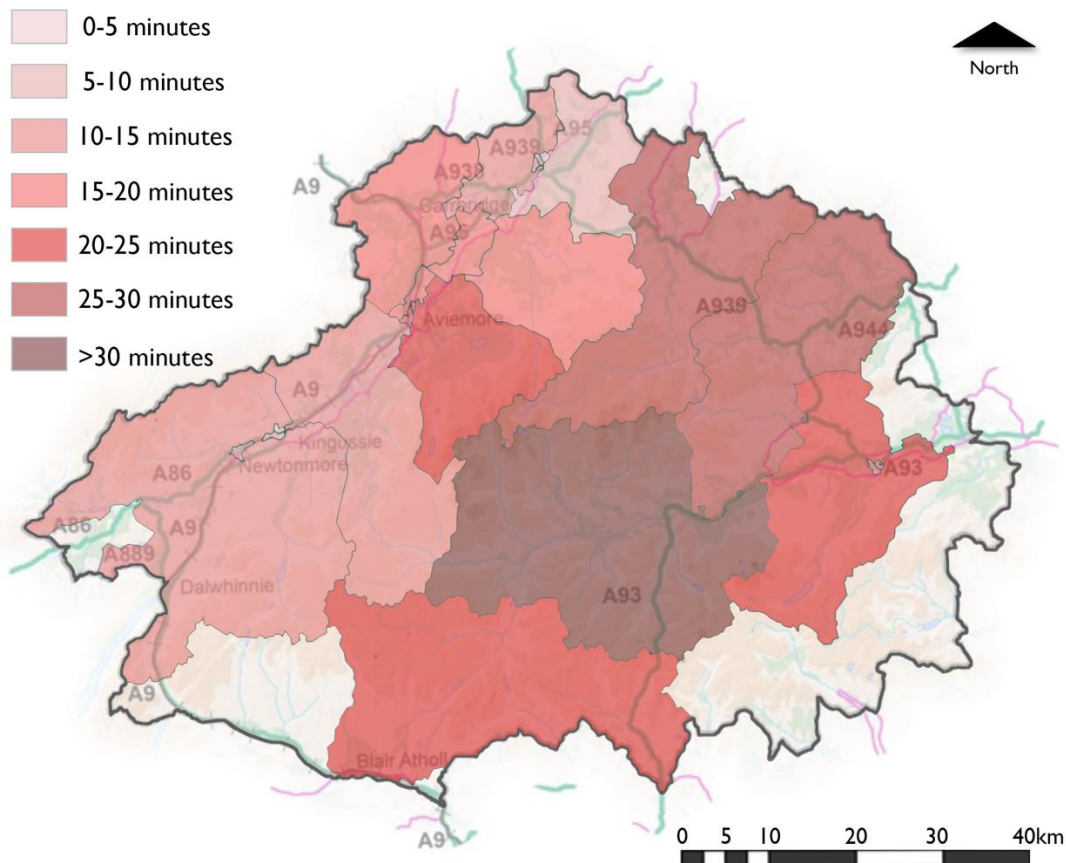 0-5 minutes
5-10 minutes
10-15 minutes
15-20 minutes
20-25 minutes
25-30 minutes
>30 minutes
North
A95
A939
A938
A9
Carrbridge
A95
A939
Aviemore
A944
A9
Kingussie
Newtonmore
A86
A93
A86
A9
A889
Dalwhinnie
A93
A9
Blair Atholl
A9
0 5 10 20 30 40km